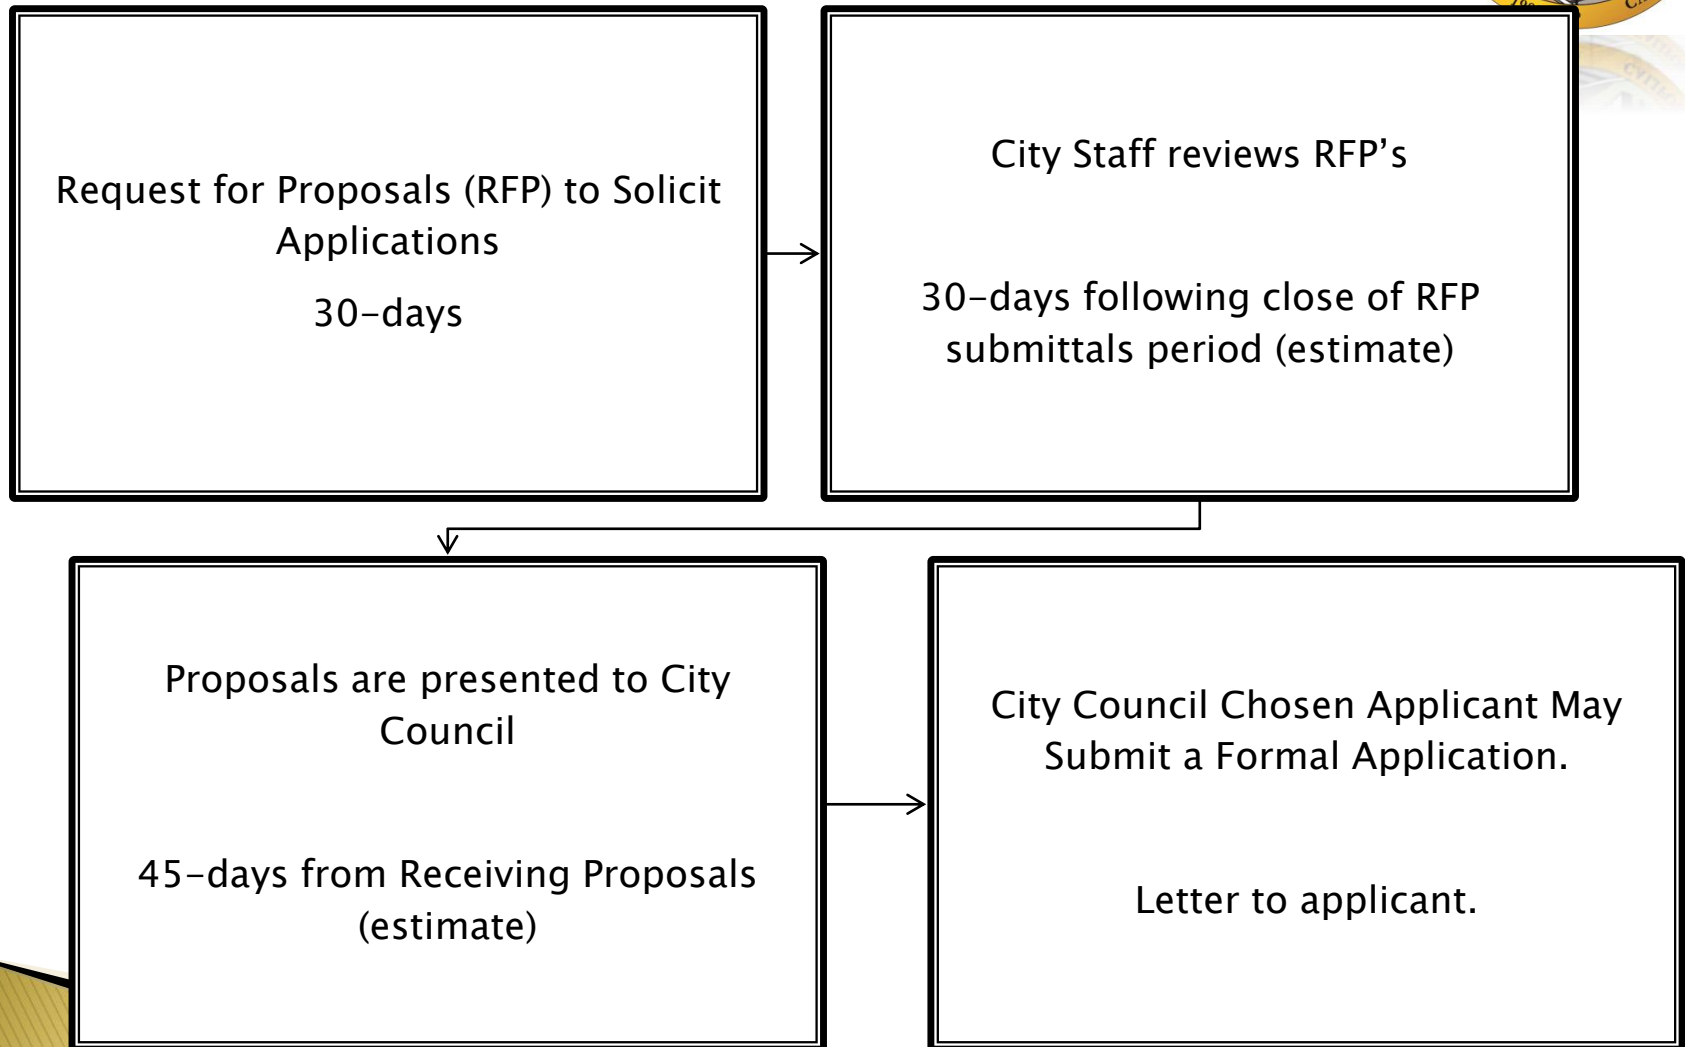 Request for Proposals (RFP) to Solicit
Applications
30-days
City Staff reviews RFP’s
30-days following close of RFP
submittals period (estimate)
Proposals are presented to City
Council
45-days from Receiving Proposals
(estimate)
City Council Chosen Applicant May
Submit a Formal Application.
Letter to applicant.